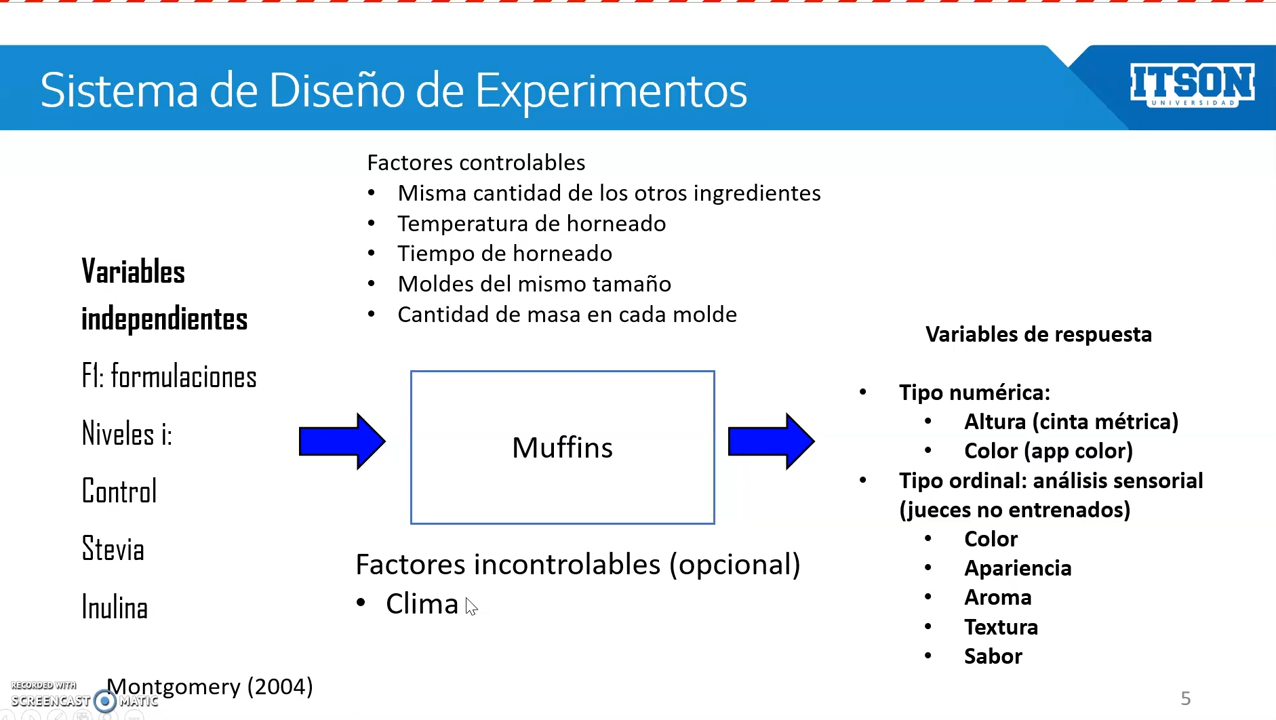 Sistema de Diseño de Experimentos
ITSON
UNIVERSIDAD
Factores controlables
• Misma cantidad de los otros ingredientes
• Temperatura de horneado
• Tiempo de horneado
• Moldes del mismo tamaño
• Cantidad de masa en cada molde
Variables
independientes
F1: formulaciones
Niveles i:
Control
Stevia
Inulina
Muffins
Factores incontrolables (opcional)
• Clima
Variables de respuesta
• Tipo numérica:
• Altura (cinta métrica)
• Color (app color)
• Tipo ordinal: análisis sensorial
(jueces no entrenados)
• Color
• Apariencia
• Aroma
• Textura
• Sabor
Montgomery (2004)
RECORDED WITH
SCREENCAST MATIC
5